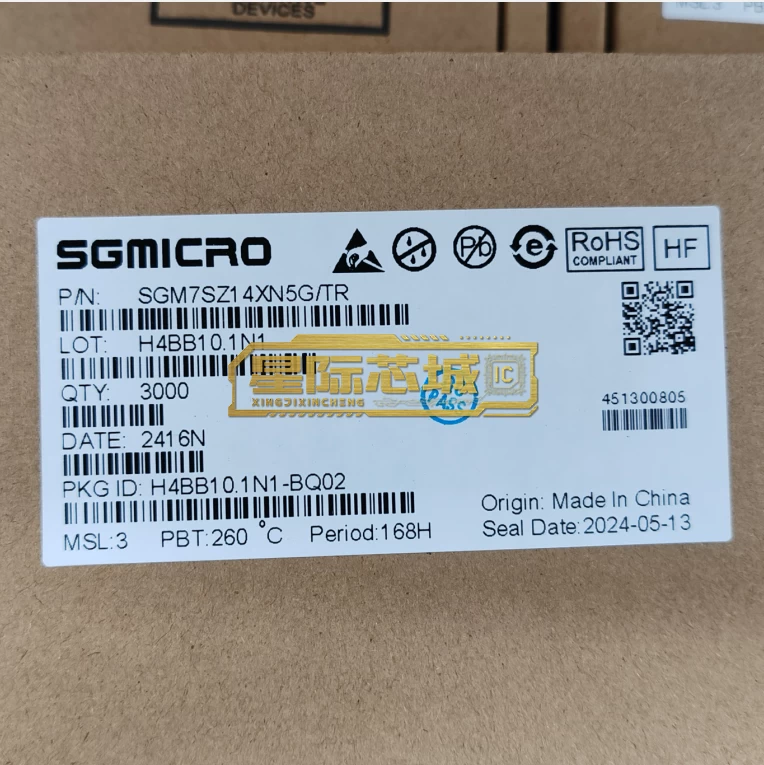 DEVICES
SGMICRO
Pb
e
RoHS
COMPLIANT
HF
P/N: SGM7SZ14XN5G/TR
LOT: H4BB10.1N1
星际芯城 IC
XINGJIXINCHENG
QTY: 3000
PASS
451300805
DATE: 2416N
PKG ID: H4BB10.1N1-BQ02
Origin: Made In China
MSL:3 PBT:260 °C Period:168H
Seal Date:2024-05-13